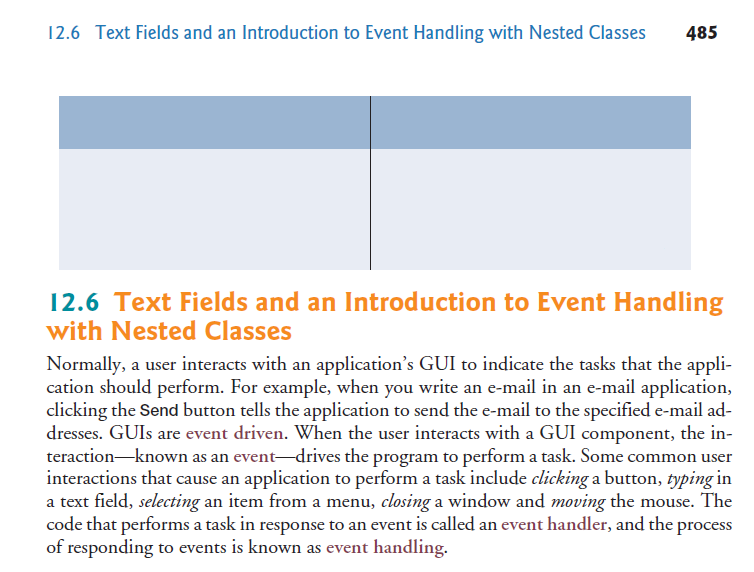 12.6 Text Fields and an Introduction to Event Handling with Nested Classes 485
12.6 Text Fields and an Introduction to Event Handling
with Nested Classes
Normally, a user interacts with an application’s GUI to indicate the tasks that the appli-
cation should perform. For example, when you write an e-mail in an e-mail application,
clicking the Send button tells the application to send the e-mail to the specified e-mail ad-
dresses. GUIs are event driven. When the user interacts with a GUI component, the in-
teraction—known as an event—drives the program to perform a task. Some common user
interactions that cause an application to perform a task include clicking a button, typing in
a text field, selecting an item from a menu, closing a window and moving the mouse. The
code that performs a task in response to an event is called an event handler, and the process
of responding to events is known as event handling.